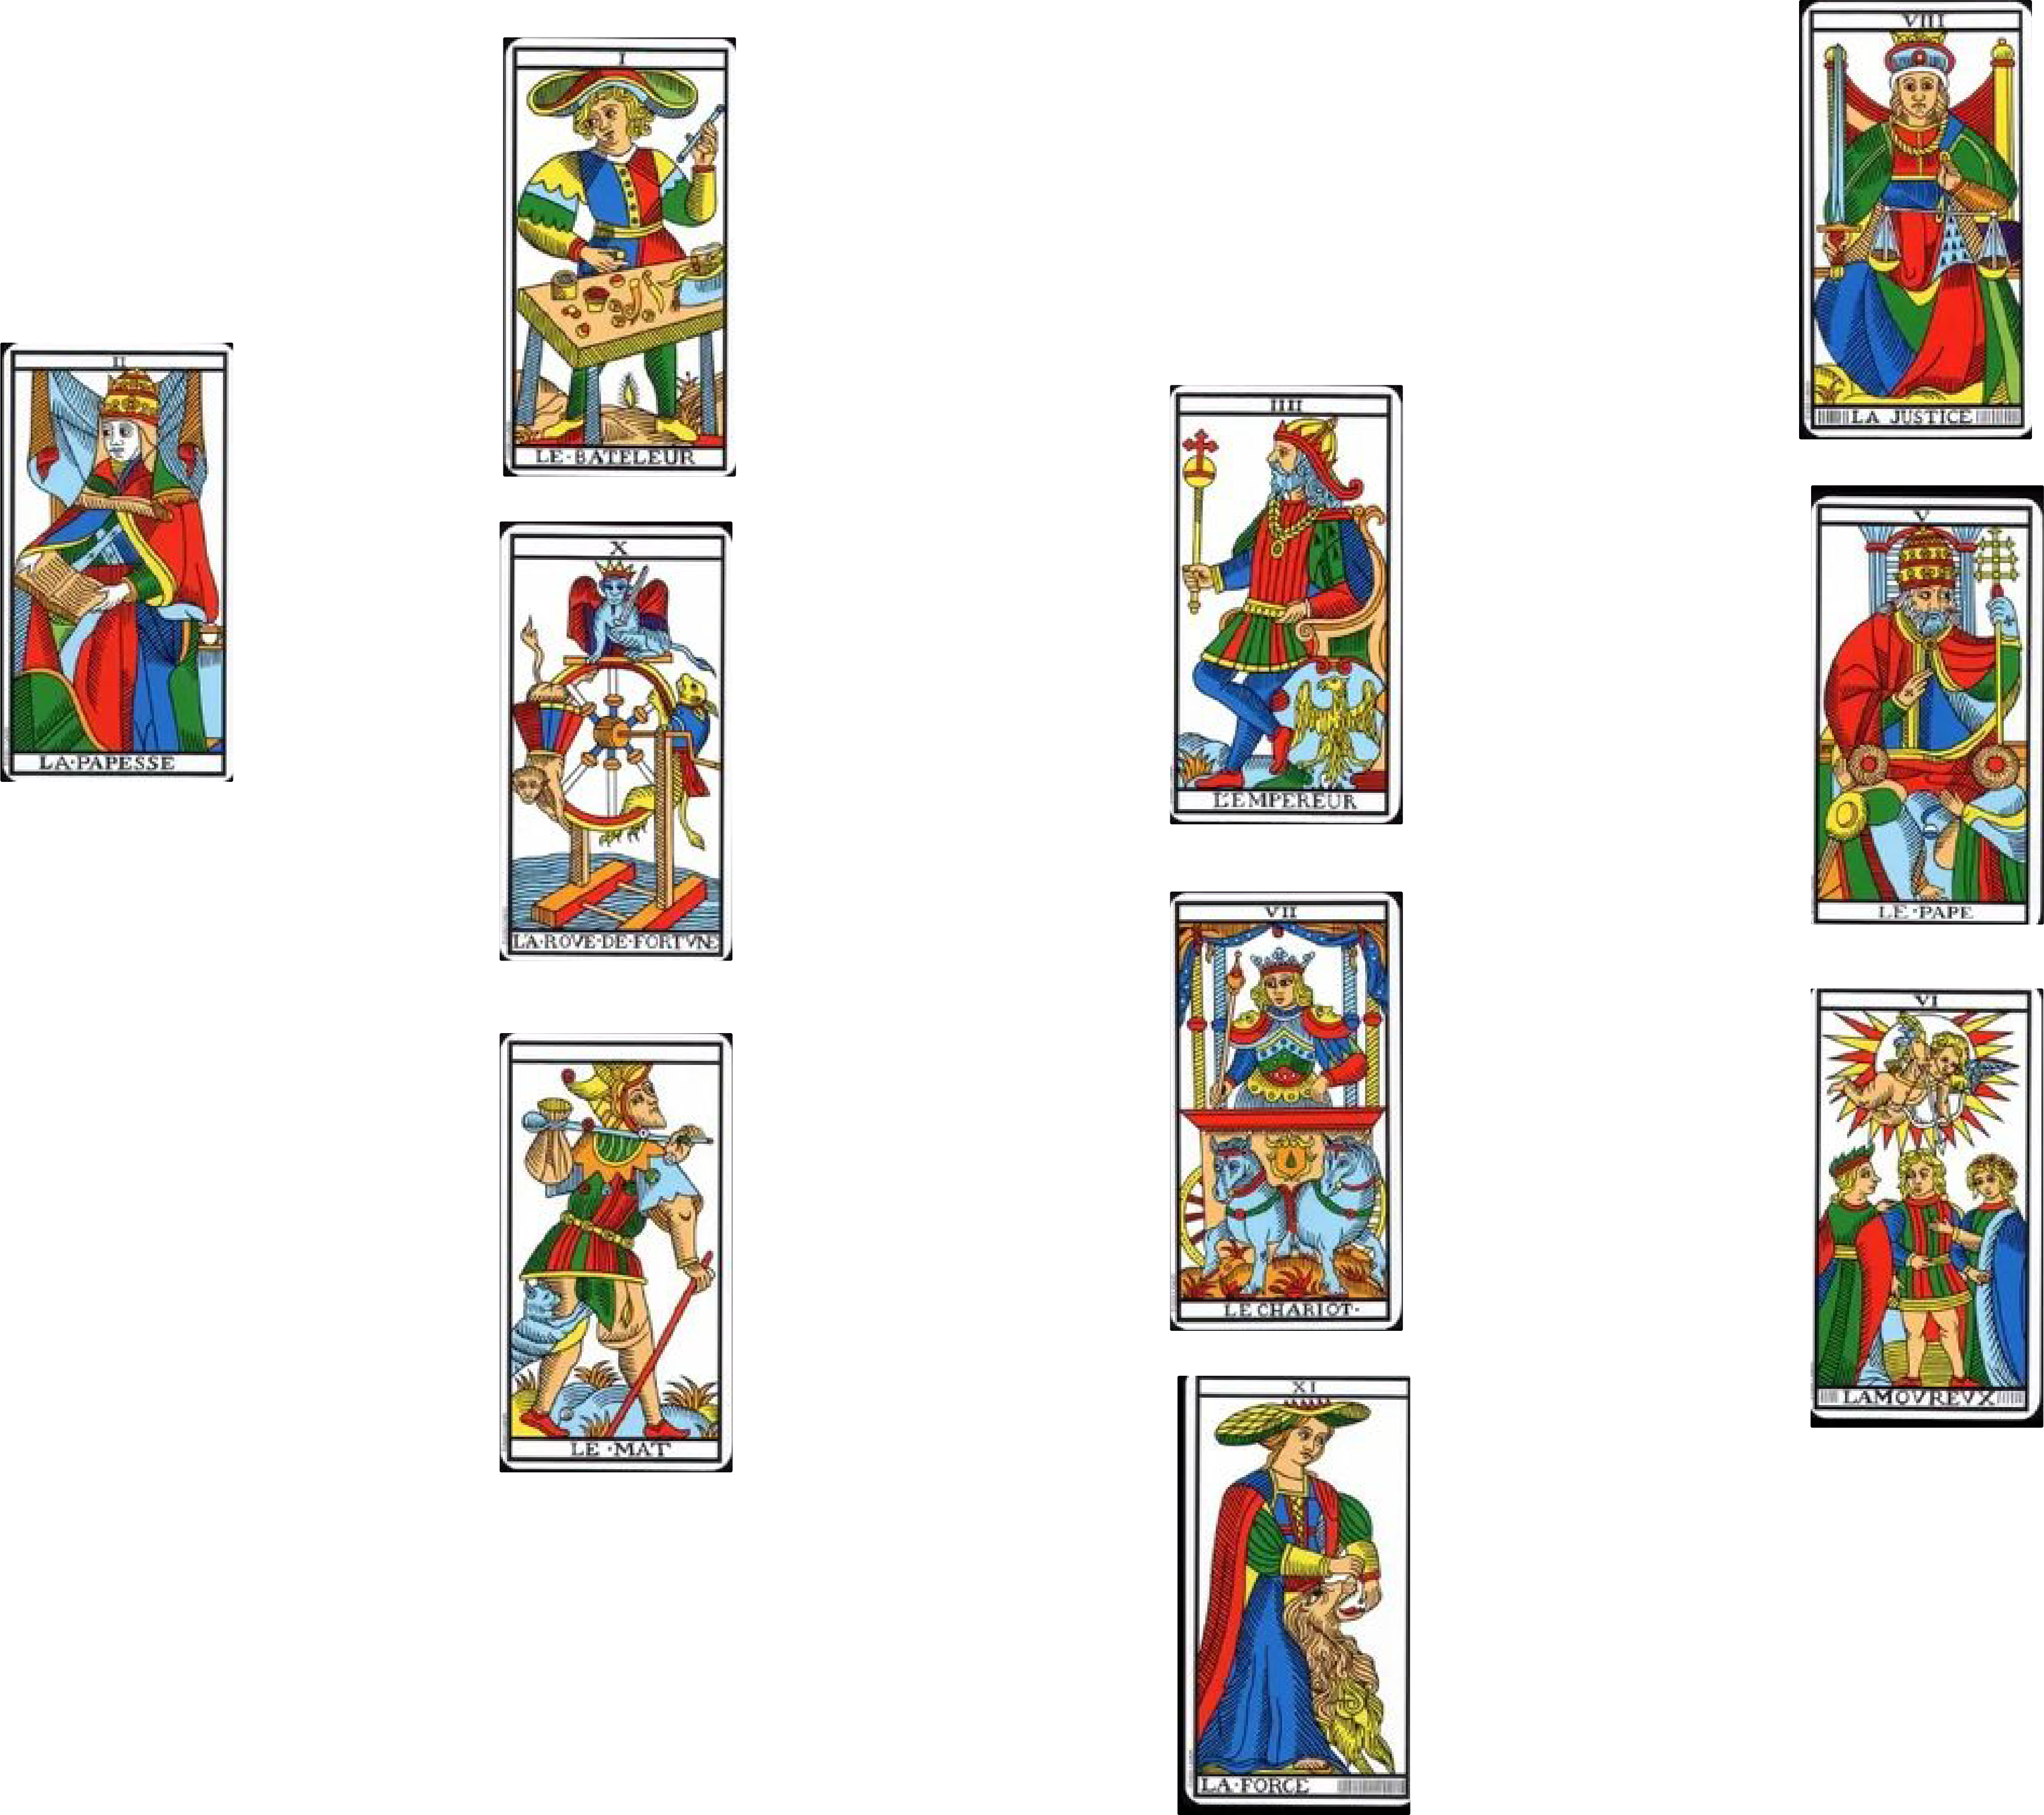 II
LA·PAPESSE
I
LE·BATELEUR
X
LA·ROVE·DE·FORTVNE
LE·MAT
IIII
L'EMPEREUR
VII
LE CHARIOT·
XI
LA·FORCE
VIII
LA JUSTICE
V
LE·PAPE
VI
LAMOVREVX